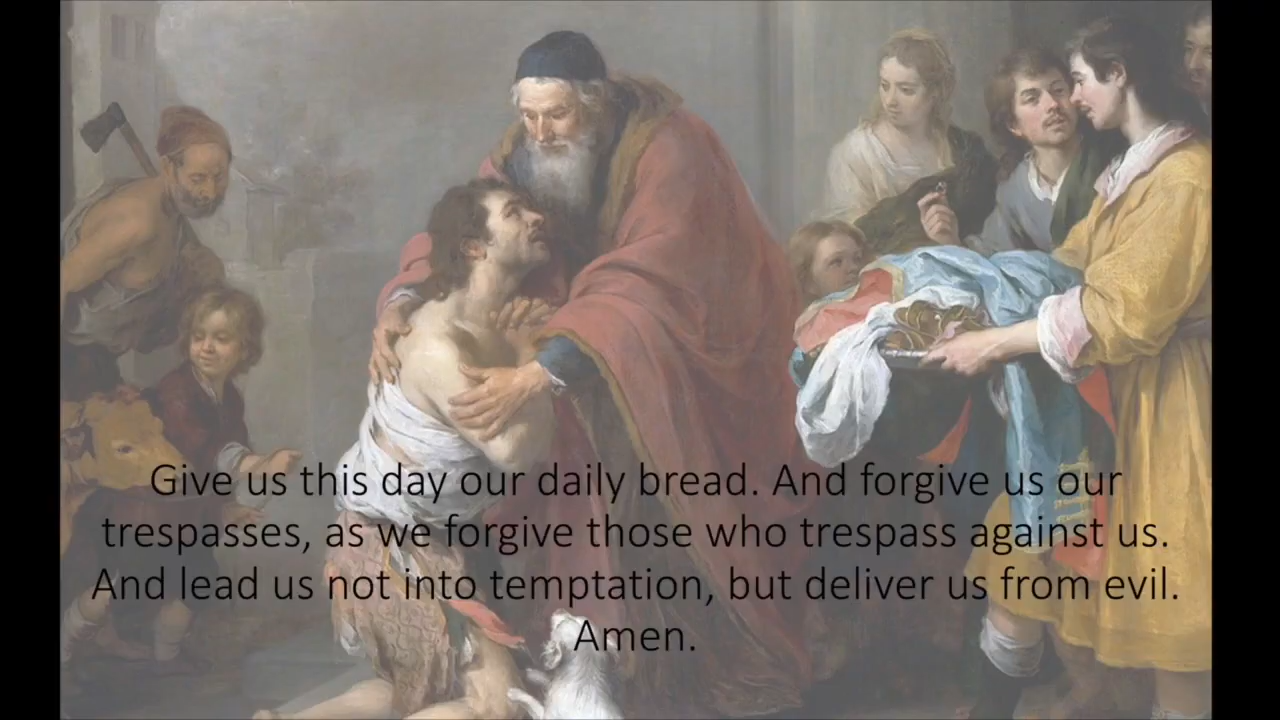 Give us this day our daily bread. And forgive us our
trespasses, as we forgive those who trespass against us.
And lead us not into temptation, but deliver us from evil.
Amen.